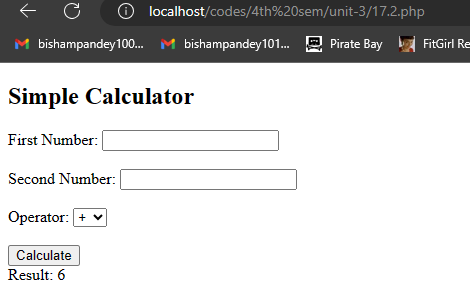 localhost/codes/4th%20sem/unit-3/17.2.php
bishampandey100... bishampandey101... Pirate Bay FitGirl Re
Simple Calculator
First Number:
Second Number:
Operator: +
Calculate
Result: 6